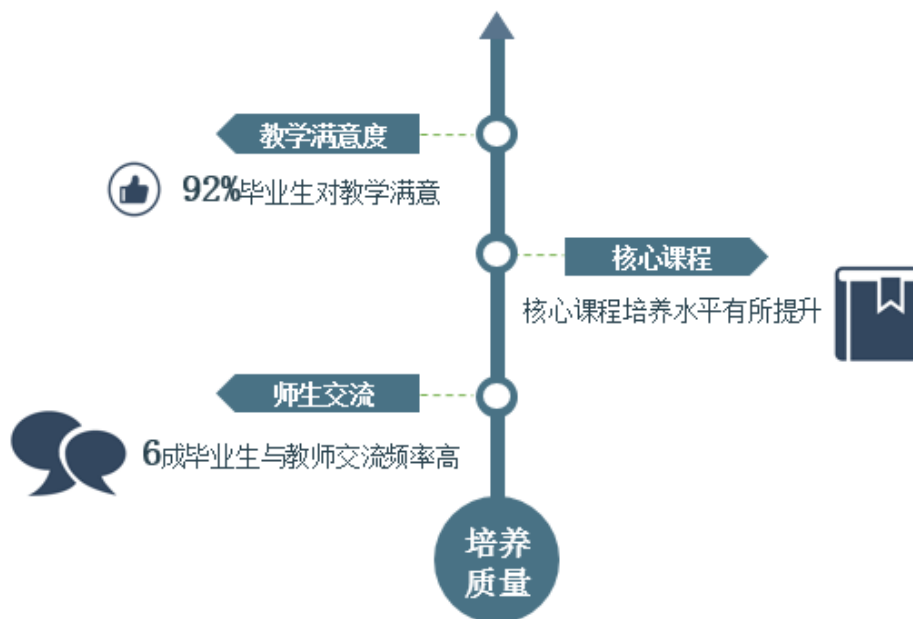 教学满意度
92%毕业生对教学满意
核心课程
核心课程培养水平有所提升
师生交流
6成毕业生与教师交流频率高
培养
质量